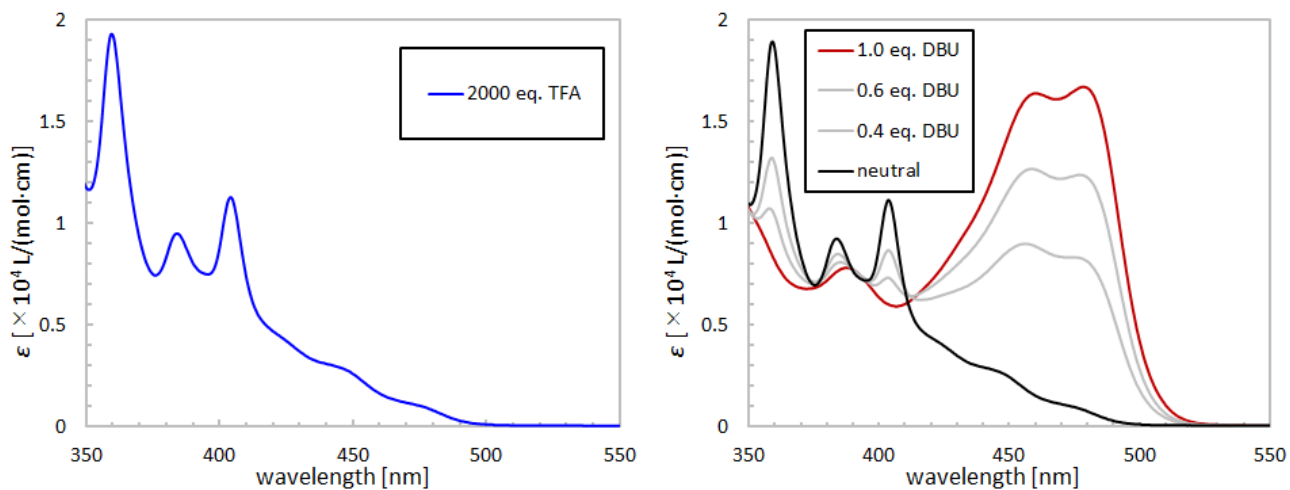 2
1.5
1
0.5
0
ε [ ×10⁴ L/(mol·cm)]
2000 eq. TFA
350
400
450
500
550
wavelength [nm]
2
1.5
1
0.5
0
ε [ ×10⁴ L/(mol·cm)]
1.0 eq. DBU
0.6 eq. DBU
0.4 eq. DBU
neutral
350
400
450
500
550
wavelength [nm]